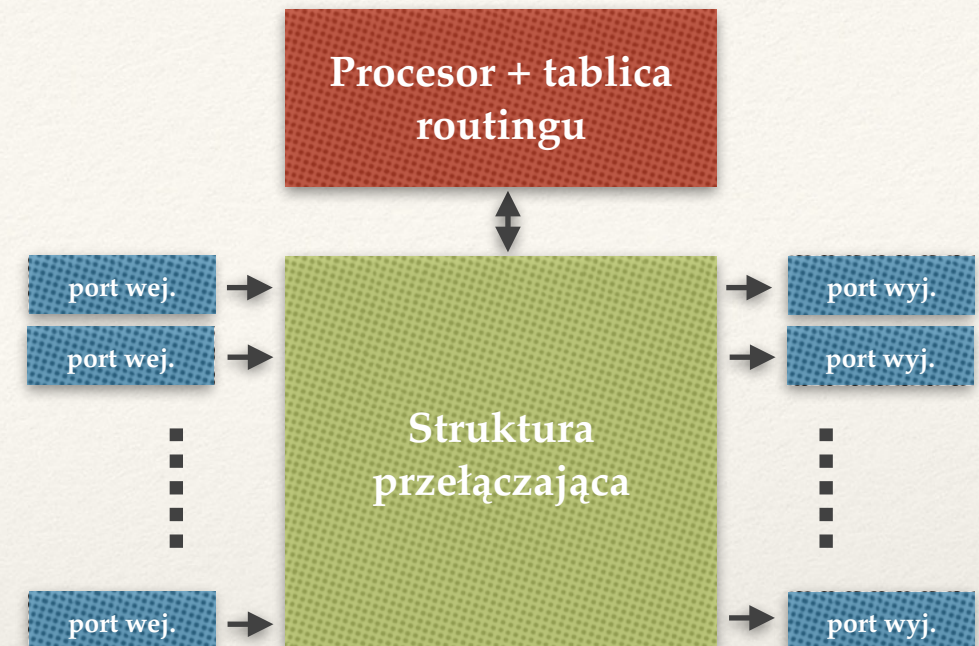 Procesor + tablica
routingu
port wej.
port wyj.
port wej.
port wyj.
Struktura
przełączająca
port wej.
port wyj.